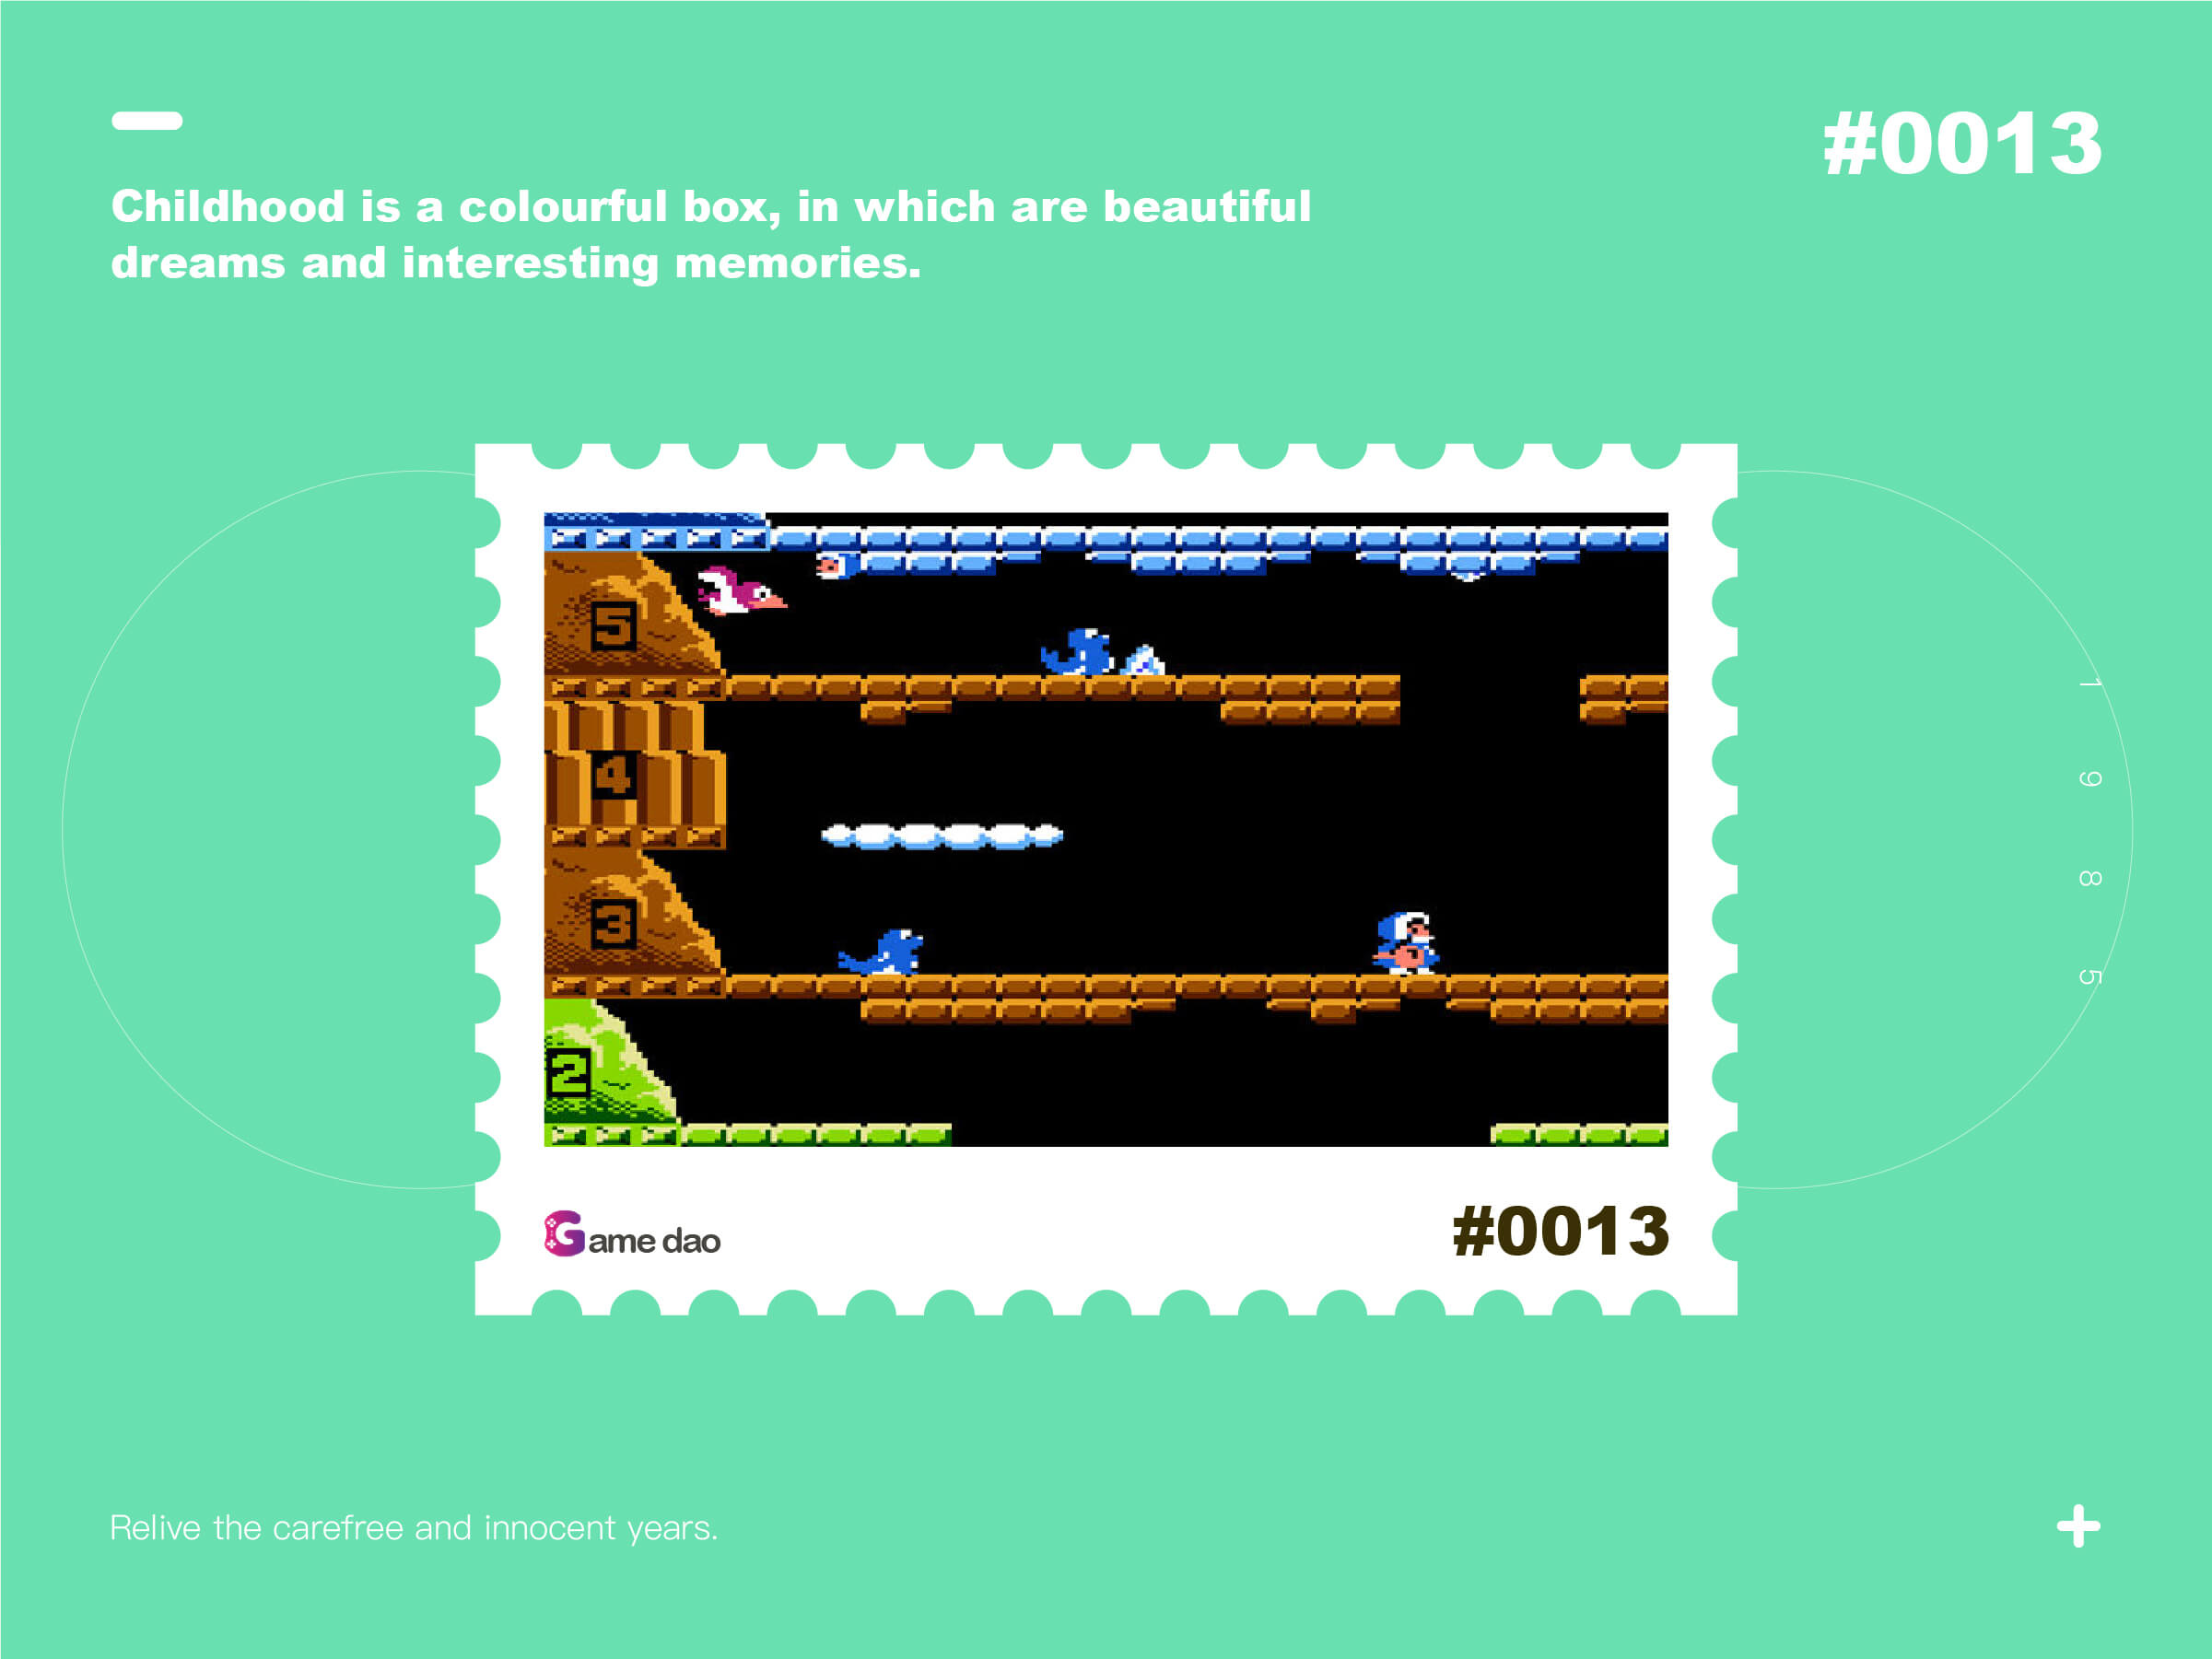 #0013
Childhood is a colourful box, in which are beautiful
dreams and interesting memories.
5
4
3
2
1 9 8 5
Game dao
#0013
Relive the carefree and innocent years.